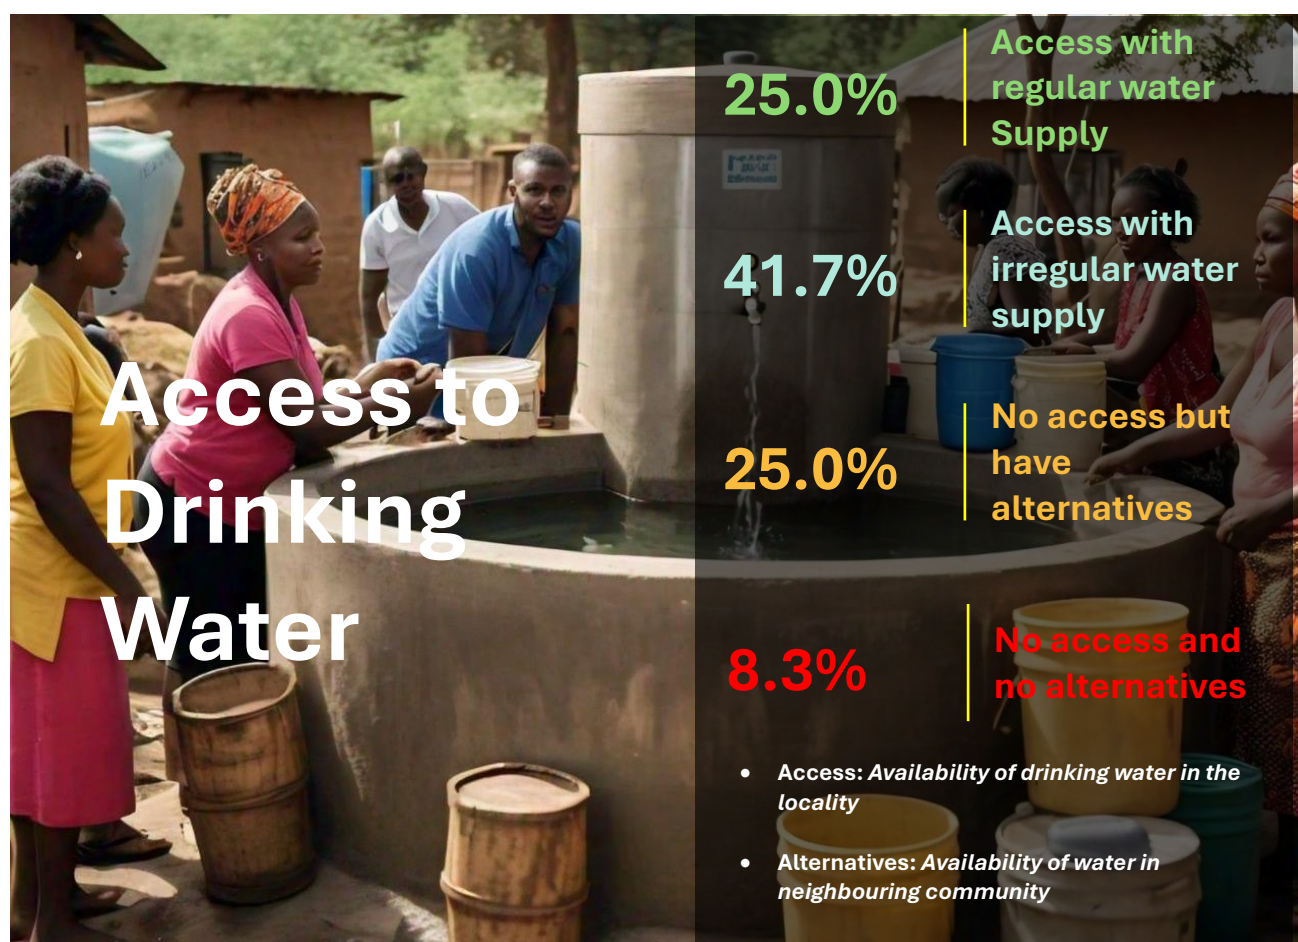 Access to
Drinking
Water
25.0%
Access with
regular water
Supply
41.7%
Access with
irregular water
supply
25.0%
No access but
have
alternatives
8.3%
No access and
no alternatives
• Access: Availability of drinking water in the
locality
• Alternatives: Availability of water in
neighbouring community